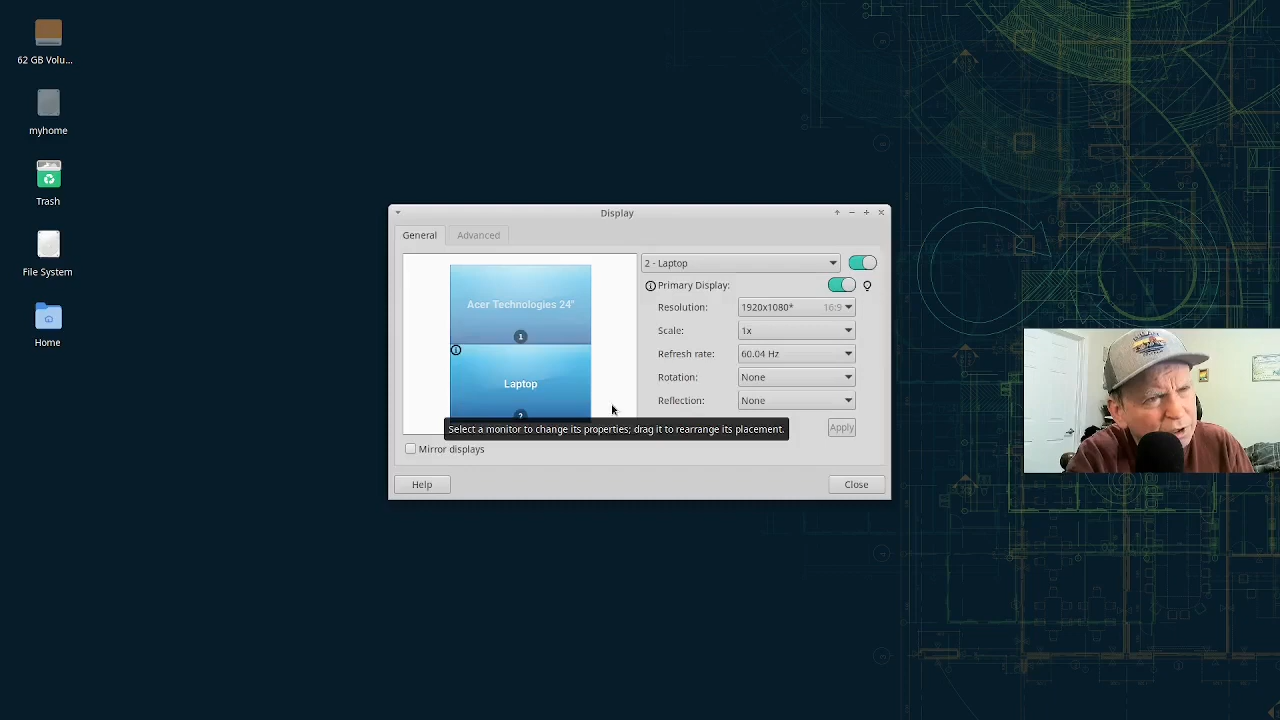 62 GB Volu...
myhome
Trash
File System
Home
Display
General
Advanced
Acer Technologies 24"
1
Laptop
2
2 - Laptop
Primary Display:
Resolution:
1920x1080*
16:9
Scale:
1x
Refresh rate:
60.04 Hz
Rotation:
None
Reflection:
None
Select a monitor to change its properties; drag it to rearrange its placement.
Apply
Mirror displays
Help
Close